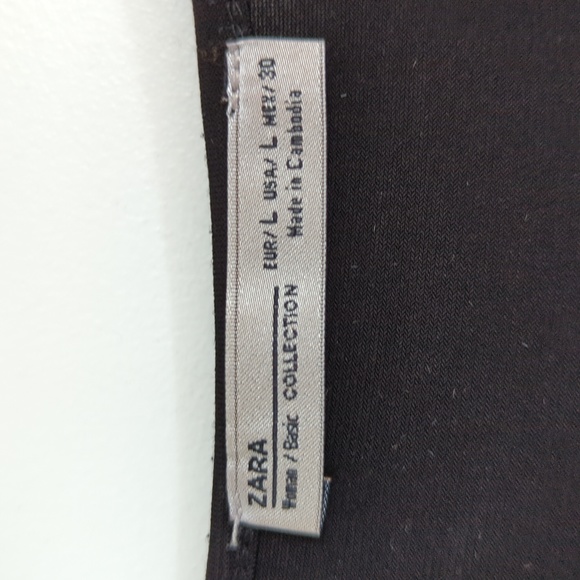 ZARA
Woman / Basic COLLECTION
EUR/ L USA/ L MEX/ 30
Made in Cambodia